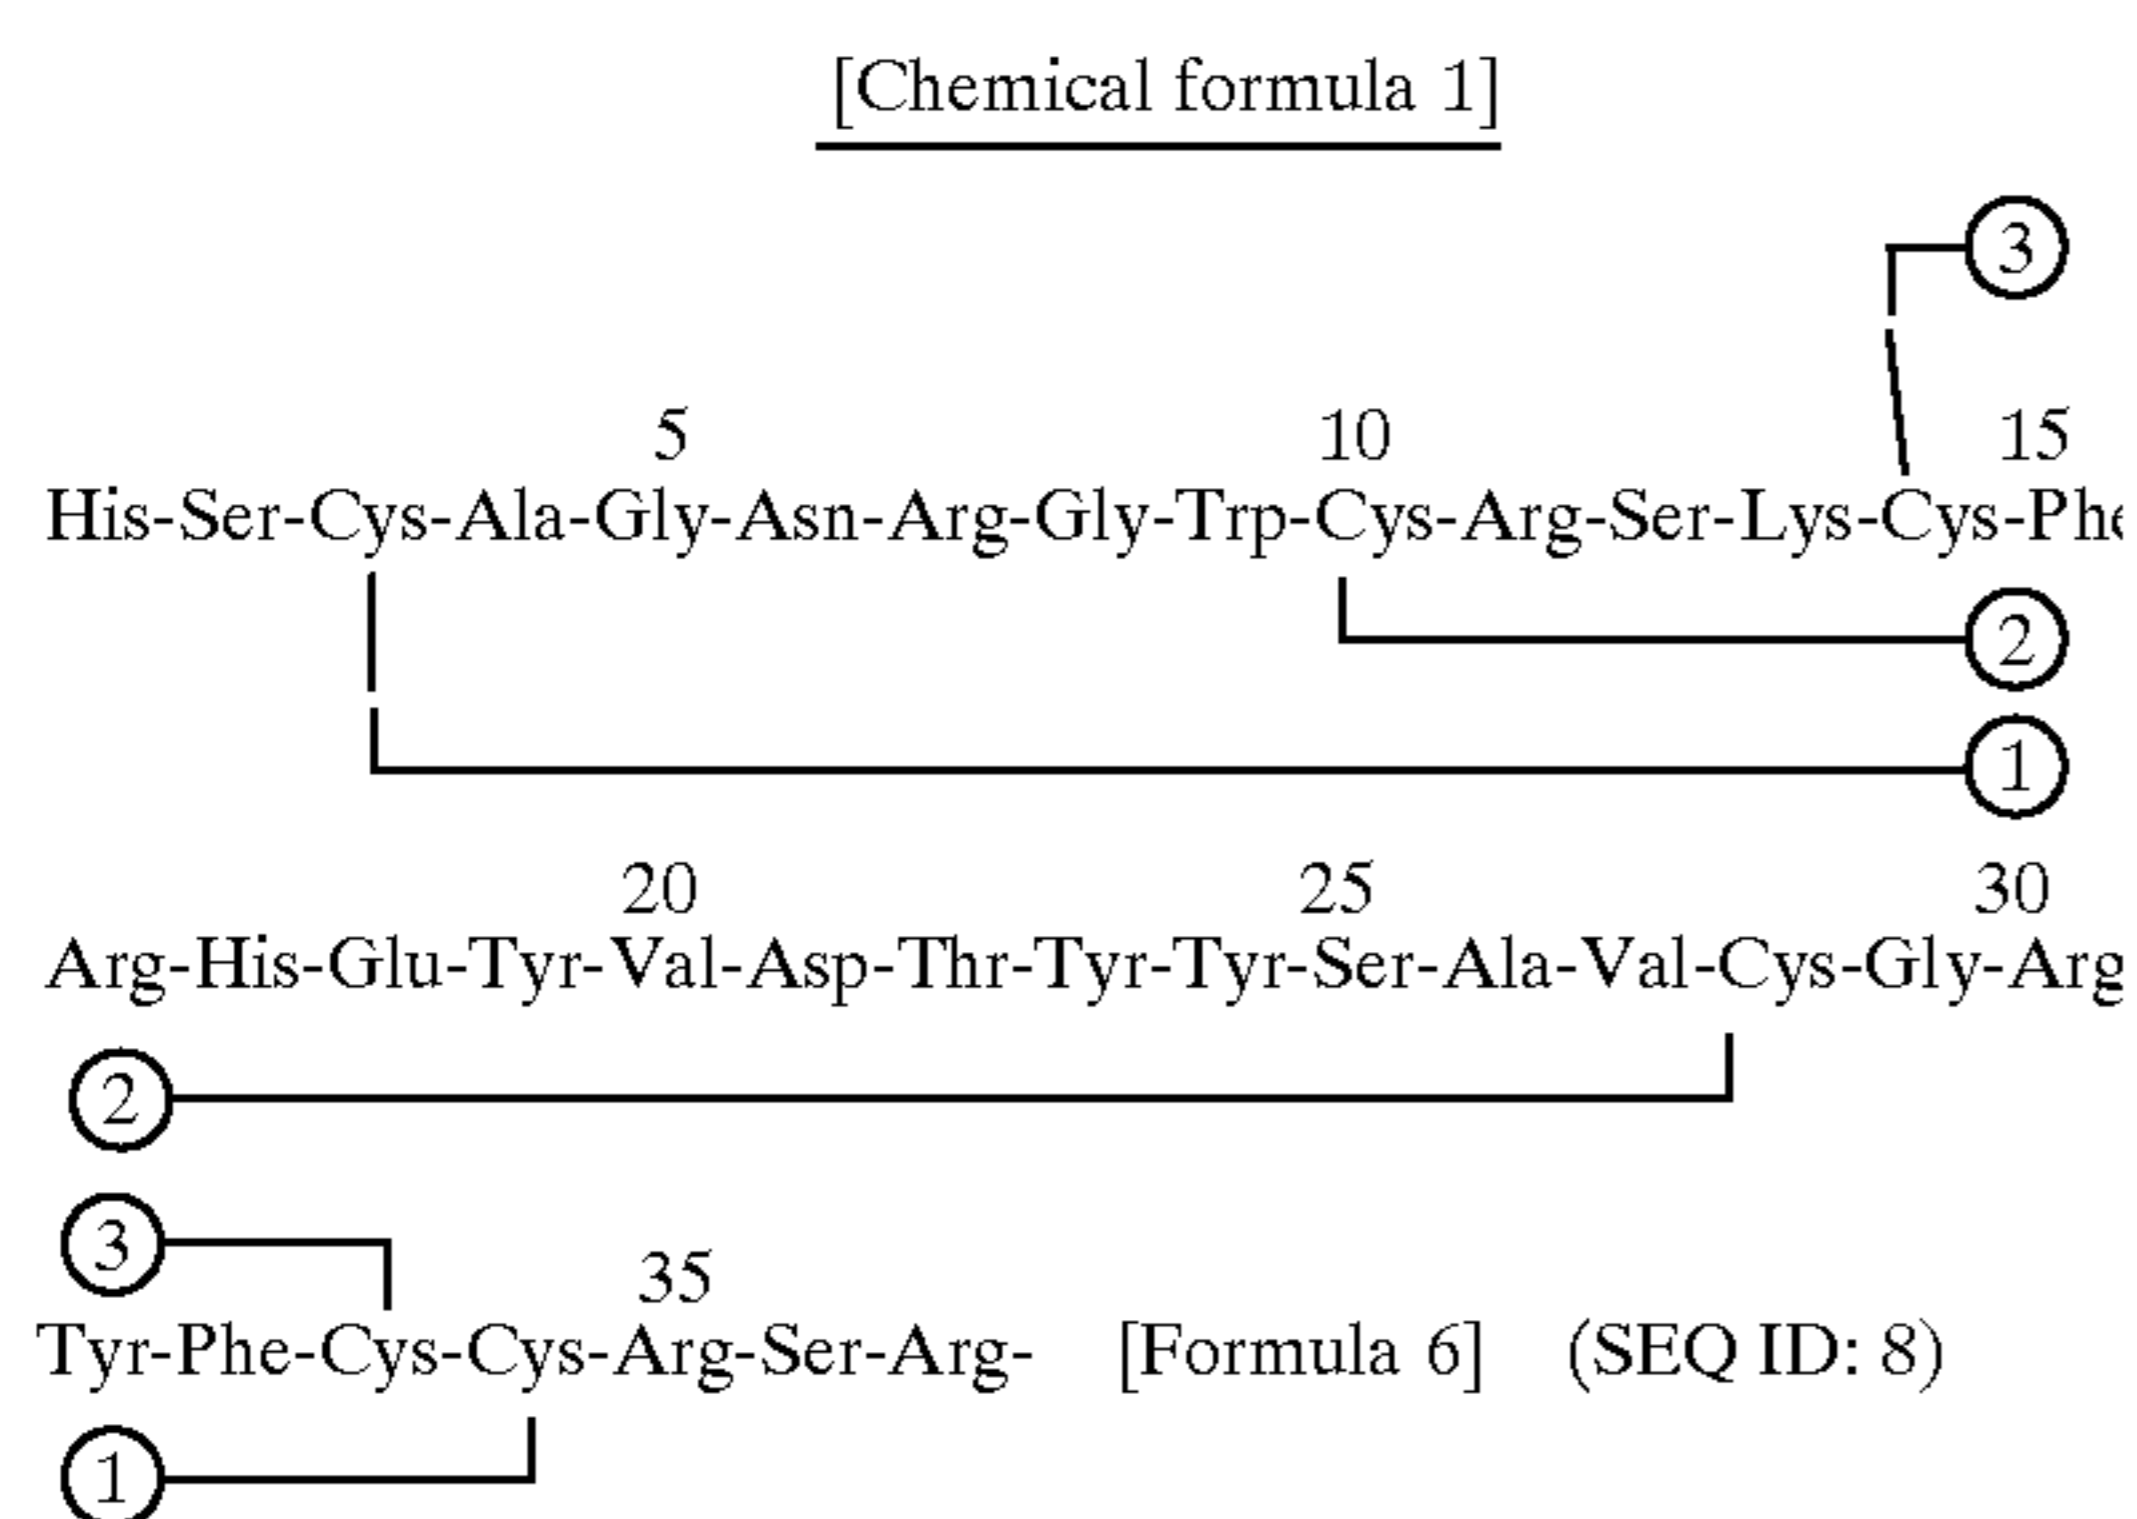 [Chemical formula 1]
3
5 10 15
His-Ser-Cys-Ala-Gly-Asn-Arg-Gly-Trp-Cys-Arg-Ser-Lys-Cys-Phe
2
1
20 25 30
Arg-His-Glu-Tyr-Val-Asp-Thr-Tyr-Tyr-Ser-Ala-Val-Cys-Gly-Arg
2
3
35
Tyr-Phe-Cys-Cys-Arg-Ser-Arg- [Formula 6] (SEQ ID: 8)
1